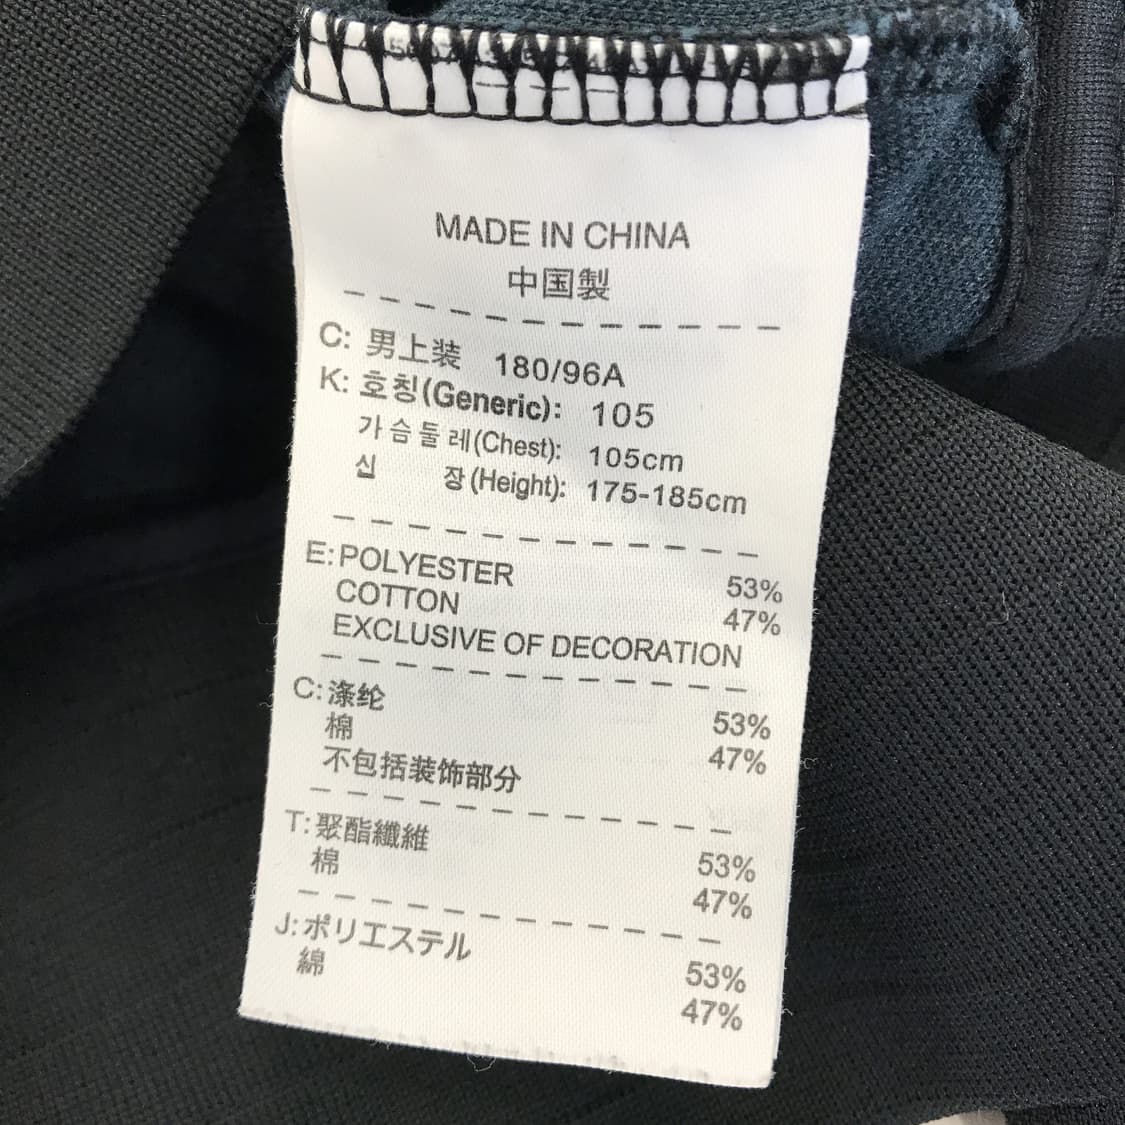 MADE IN CHINA
中国製
C: 男上装 180/96A
K: 호칭(Generic): 105
가슴둘레(Chest): 105cm
신 장(Height): 175-185cm
E: POLYESTER 53%
COTTON 47%
EXCLUSIVE OF DECORATION
C: 涤纶 53%
棉 47%
不包括装饰部分
T: 聚酯纖維 53%
棉 47%
J: ポリエステル 53%
綿 47%